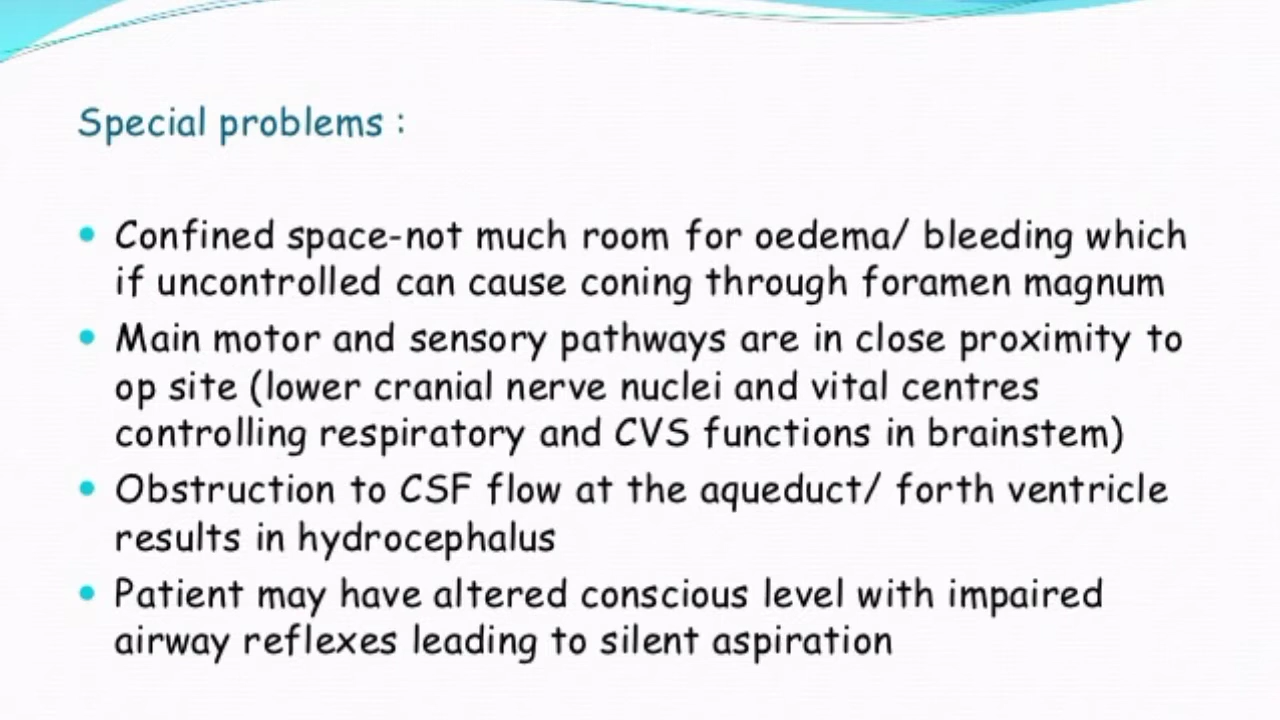 Special problems :
• Confined space-not much room for oedema/ bleeding which
if uncontrolled can cause coning through foramen magnum
• Main motor and sensory pathways are in close proximity to
op site (lower cranial nerve nuclei and vital centres
controlling respiratory and CVS functions in brainstem)
• Obstruction to CSF flow at the aqueduct/ forth ventricle
results in hydrocephalus
• Patient may have altered conscious level with impaired
airway reflexes leading to silent aspiration